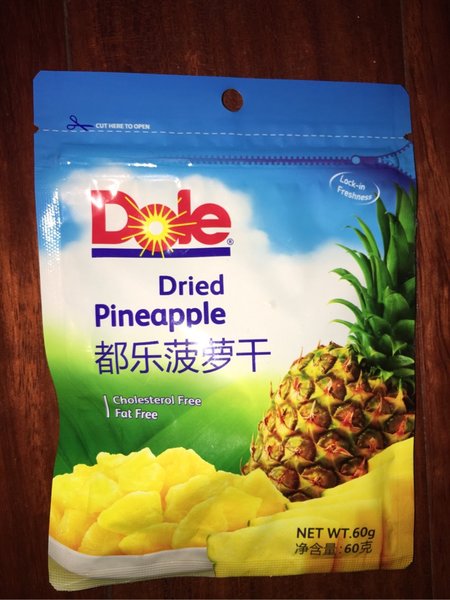 CUT HERE TO OPEN
Lock-in
Freshness
Dole®
Dried
Pineapple
都乐菠萝干
Cholesterol Free
Fat Free
NET WT.60g
净含量:60克